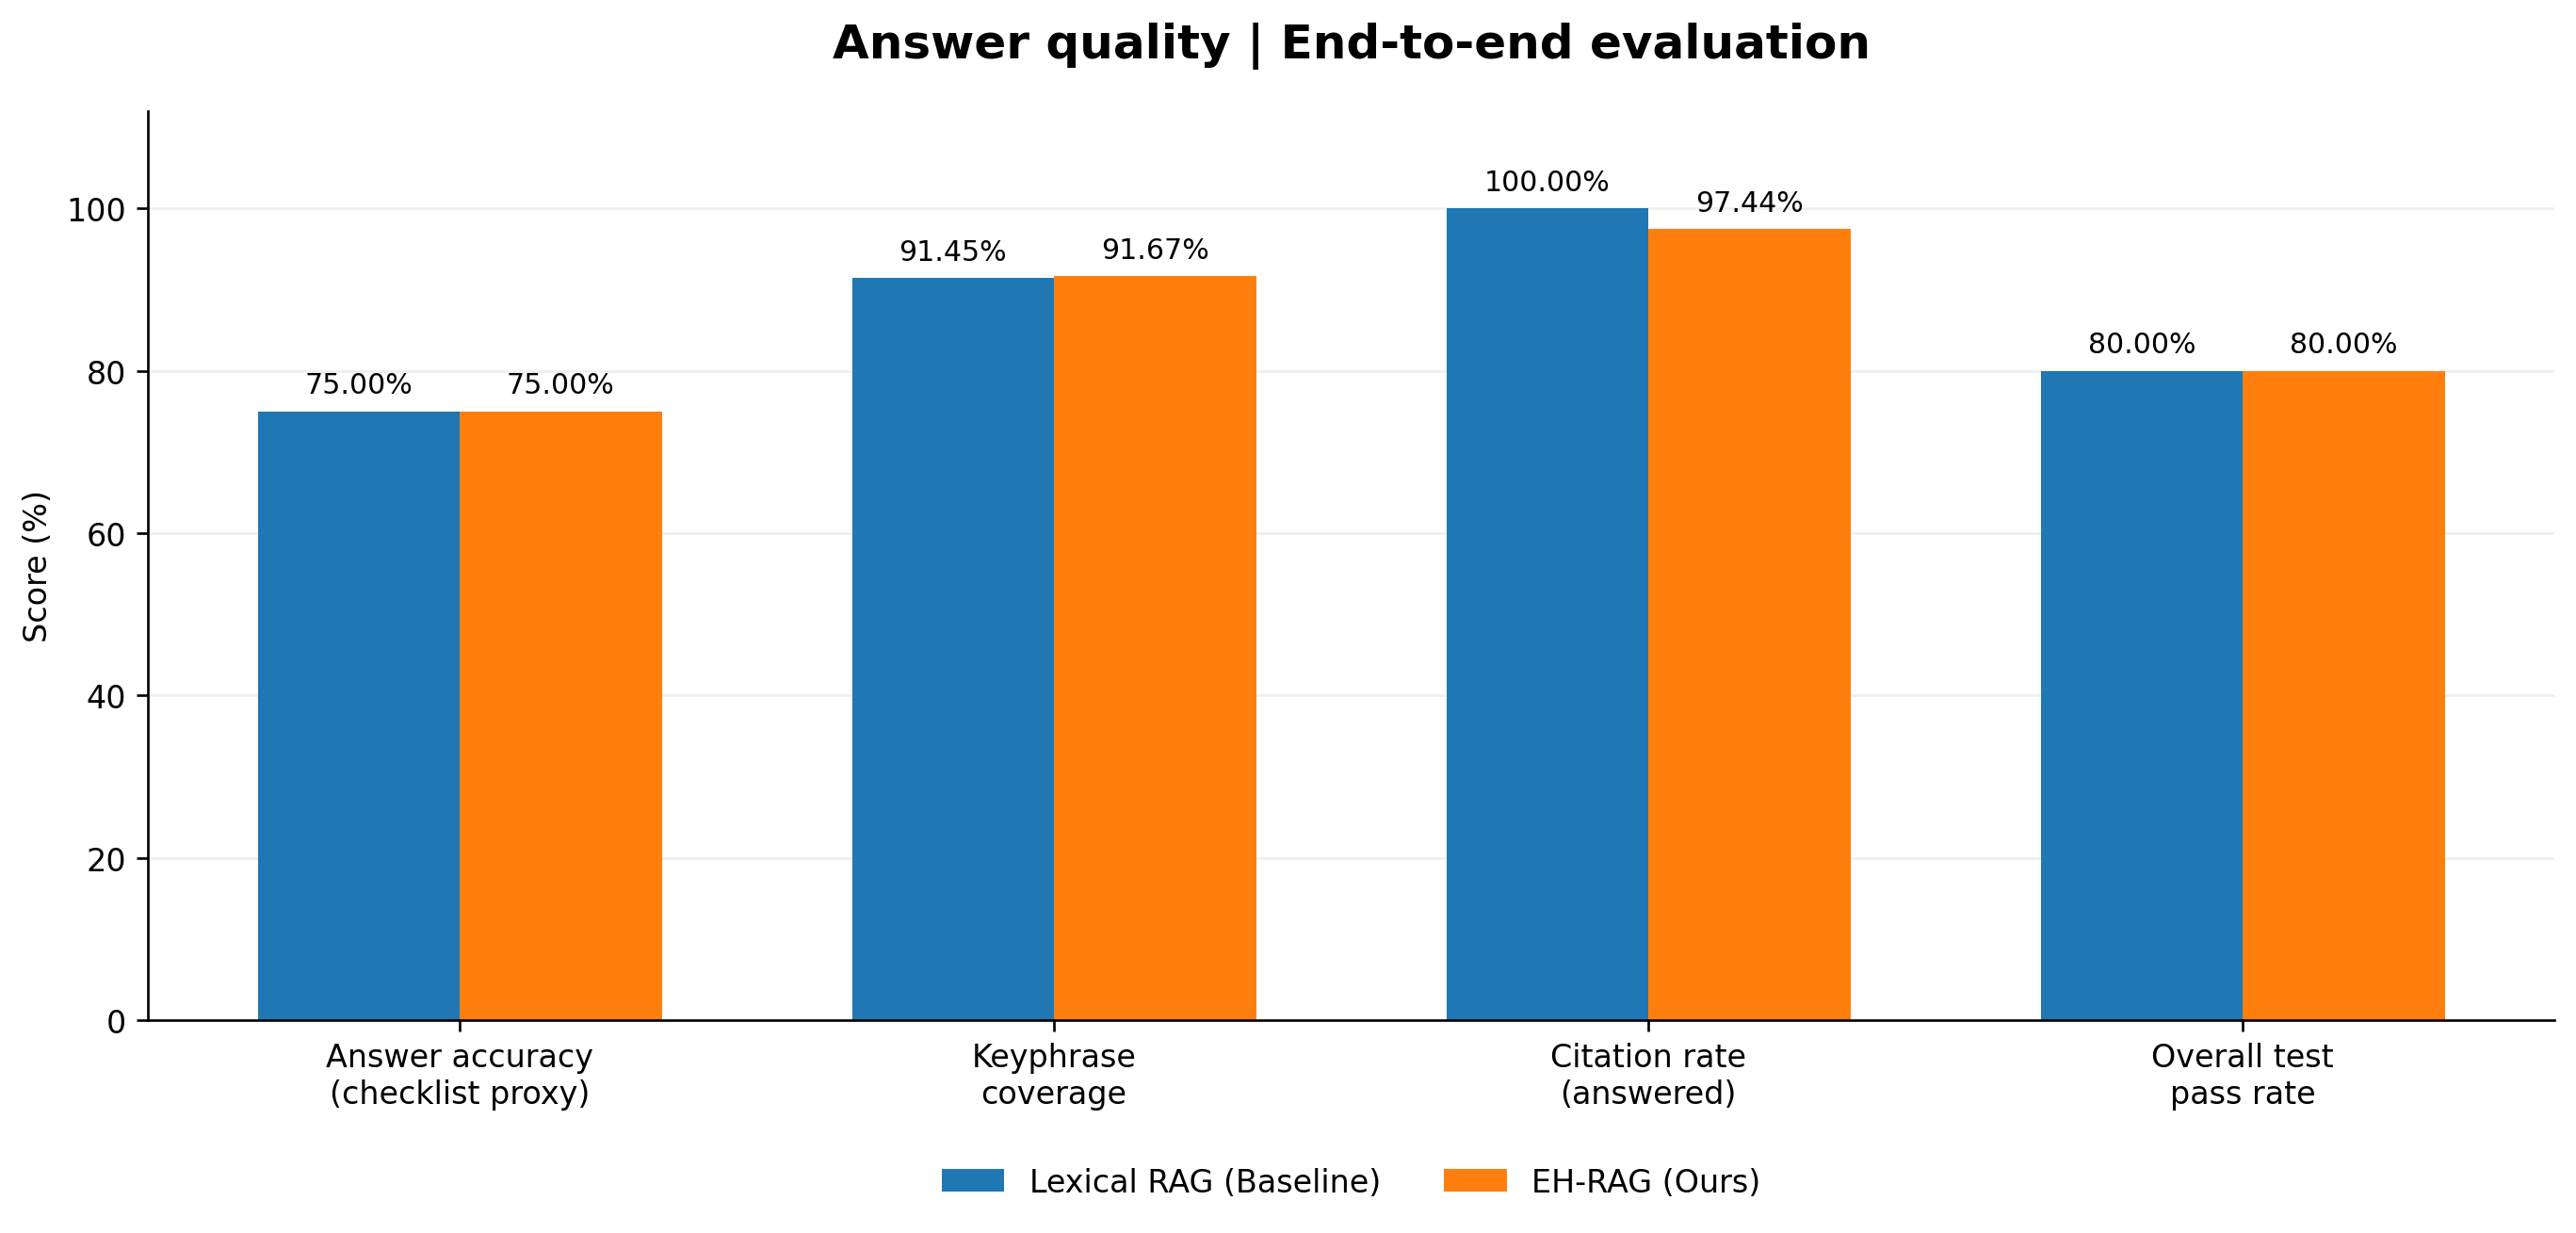 Answer quality | End-to-end evaluation
Score (%)
100
80
60
40
20
0
75.00%
75.00%
91.45%
91.67%
100.00%
97.44%
80.00%
80.00%
Answer accuracy
(checklist proxy)
Keyphrase
coverage
Citation rate
(answered)
Overall test
pass rate
Lexical RAG (Baseline)
EH-RAG (Ours)